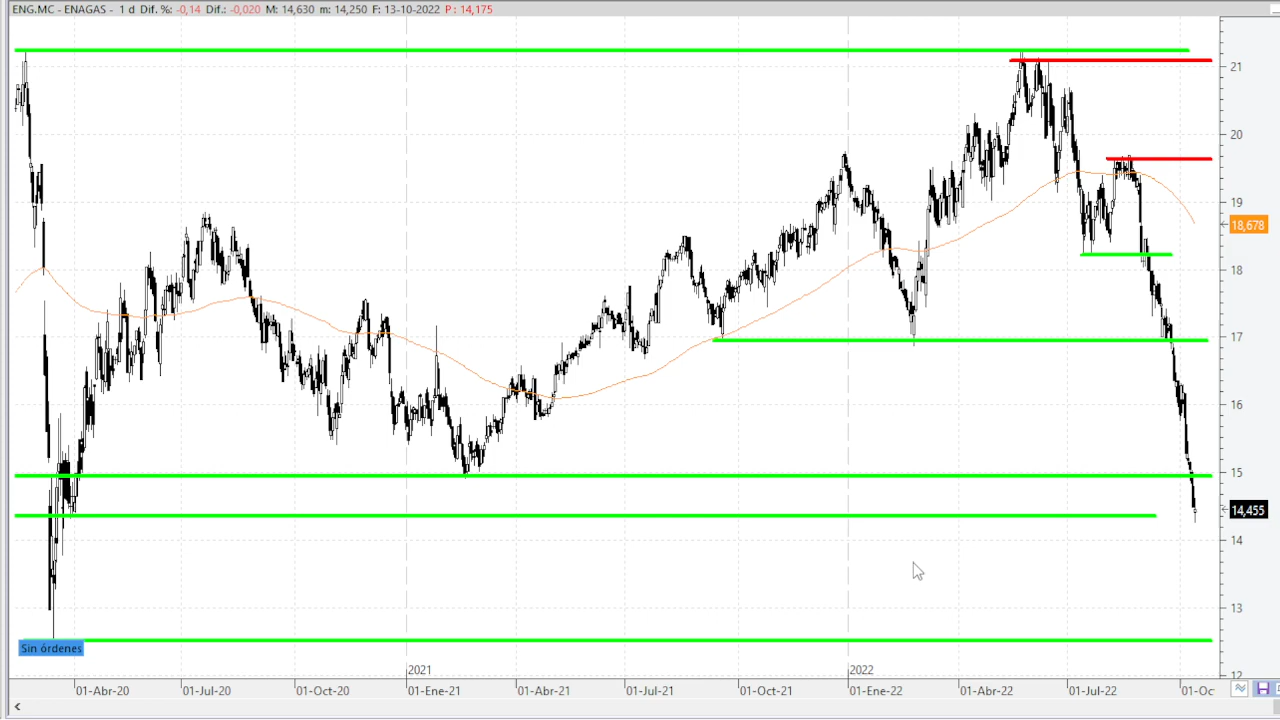 ENG.MC - ENAGAS - 1 d Dif. %: -0,14 Dif.: -0,020 M: 14,630 m: 14,250 F: 13-10-2022 P: 14,175
21
20
19
18,678
18
17
16
15
14,455
14
13
12
Sin órdenes
2021
2022
01-Abr-20
01-Jul-20
01-Oct-20
01-Ene-21
01-Abr-21
01-Jul-21
01-Oct-21
01-Ene-22
01-Abr-22
01-Jul-22
01-Oc